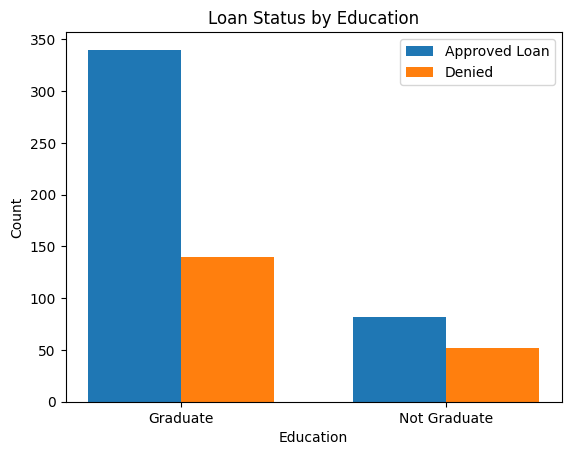 Loan Status by Education
Approved Loan
Denied
350
300
250
200
150
100
50
0
Count
Graduate
Not Graduate
Education